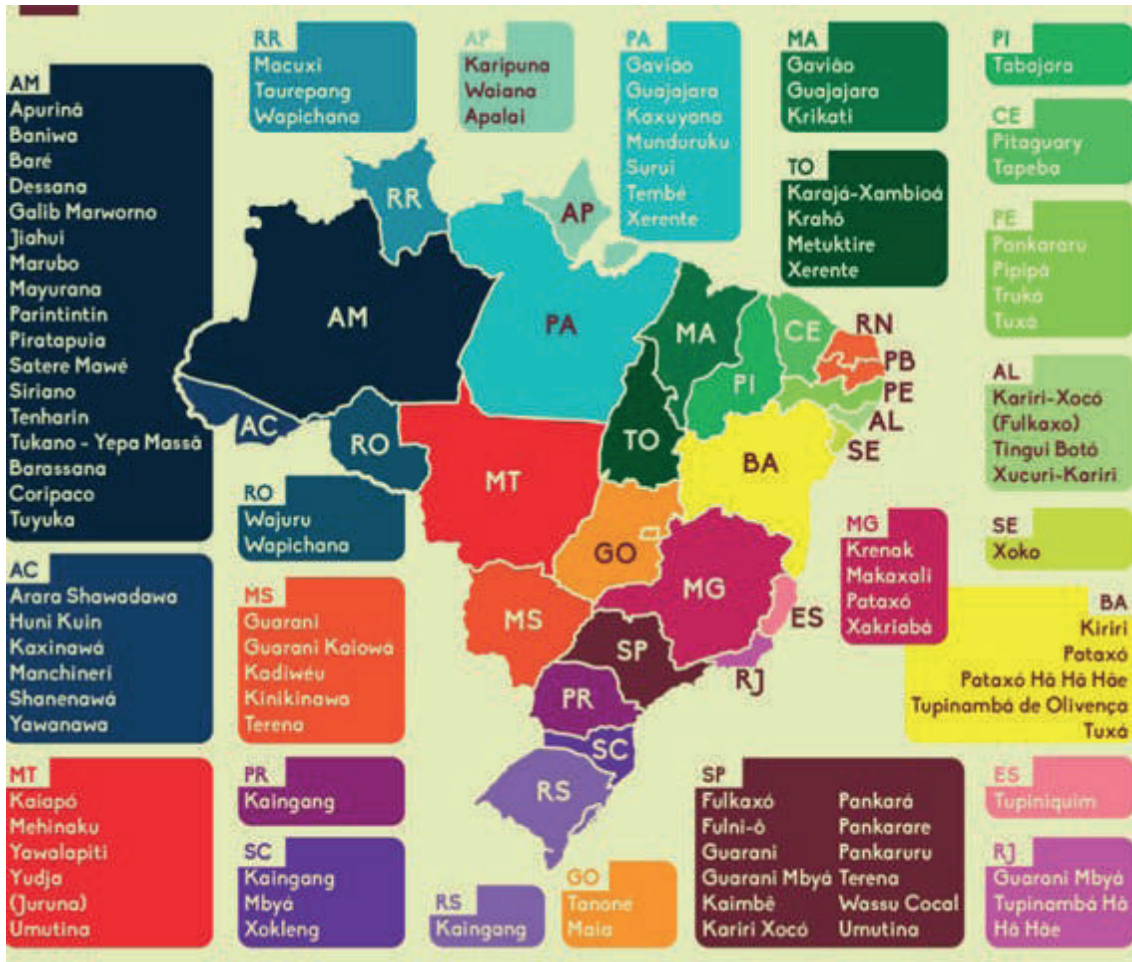 AM
Apuriná
Baniwa
Baré
Dessana
Galib Marworno
Jiahui
Marubo
Mayurana
Parintintin
Piratapuia
Satere Mawé
Siriano
Tenharin
Tukano - Yepa Massã
Barassana
Coripaco
Tuyuka
RR
Macuxi
Taurepang
Wapichana
AP
Karipuna
Waiana
Apalai
PA
Gavião
Guajajara
Kaxuyana
Munduruku
Surui
Tembé
Xerente
MA
Gavião
Guajajara
Krikati
TO
Karajá-Xambioá
Krahô
Metuktire
Xerente
PI
Tabajara
CE
Pitaguary
Tapeba
PE
Pankararu
Pipipá
Truká
Tuxá
AL
Kariri-Xocó
(Fulkaxo)
Tingui Botó
Xucuri-Kariri
SE
Xoko
RR
AP
AM
PA
MA
CE
RN
PB
PI
PE
AL
SE
AC
RO
TO
BA
MT
GO
MG
ES
MS
SP
RJ
PR
SC
RS
RO
Wajuru
Wapichana
AC
Arara Shawadawa
Huni Kuin
Kaxinawá
Manchineri
Shanenawá
Yawanawa
MS
Guarani
Guarani Kaiowá
Kadiwéu
Kinikinawa
Terena
MG
Krenak
Makaxali
Pataxó
Xakriabá
BA
Kiriri
Pataxó
Pataxó Hã Hã Hãe
Tupinambá de Olivença
Tuxá
MT
Kaiapó
Mehinaku
Yawalapiti
Yudja
(Juruna)
Umutina
PR
Kaingang
SC
Kaingang
Mbyá
Xokleng
RS
Kaingang
GO
Tanone
Maia
SP
Fulkaxó
Fulni-ô
Guarani
Guarani Mbyá
Kaimbê
Kariri Xocó
Pankará
Pankarare
Pankaruru
Terena
Wassu Cocal
Umutina
ES
Tupiniquim
RJ
Guarani Mbyá
Tupinambá Hã
Hã Hãe